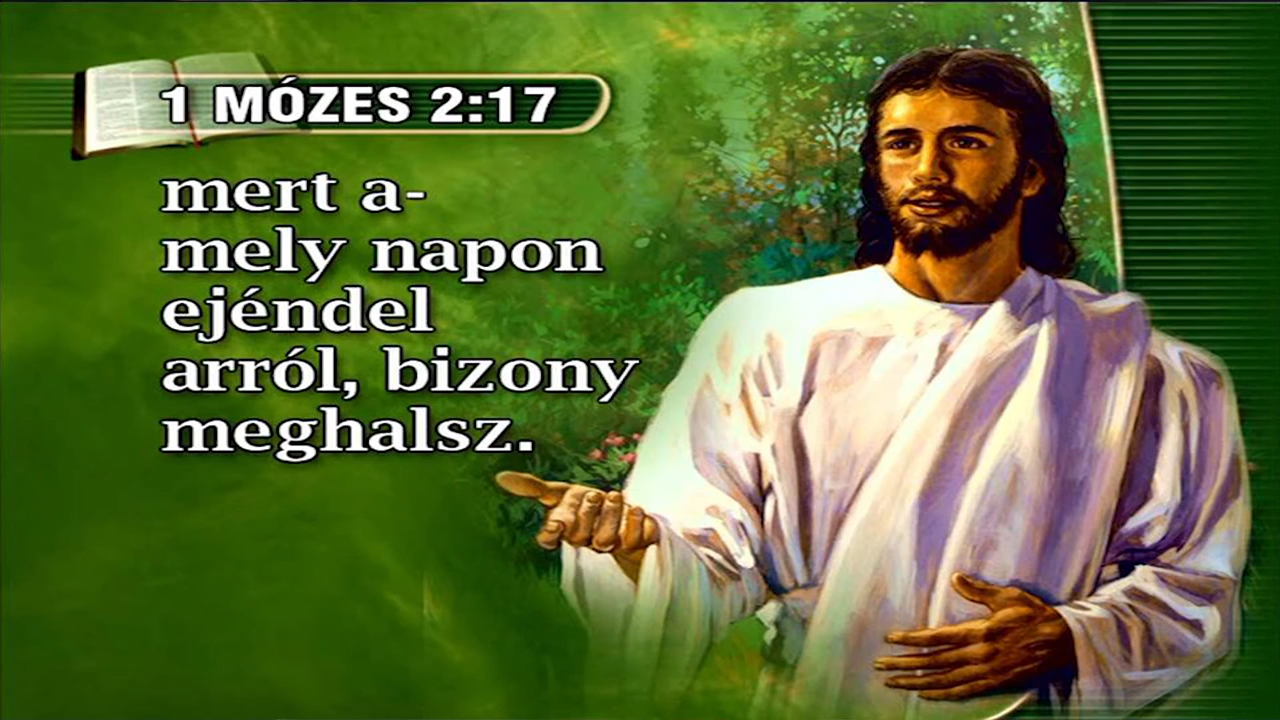 1 MÓZES 2:17
mert a-
mely napon
ejéndel
arról, bizony
meghalsz.